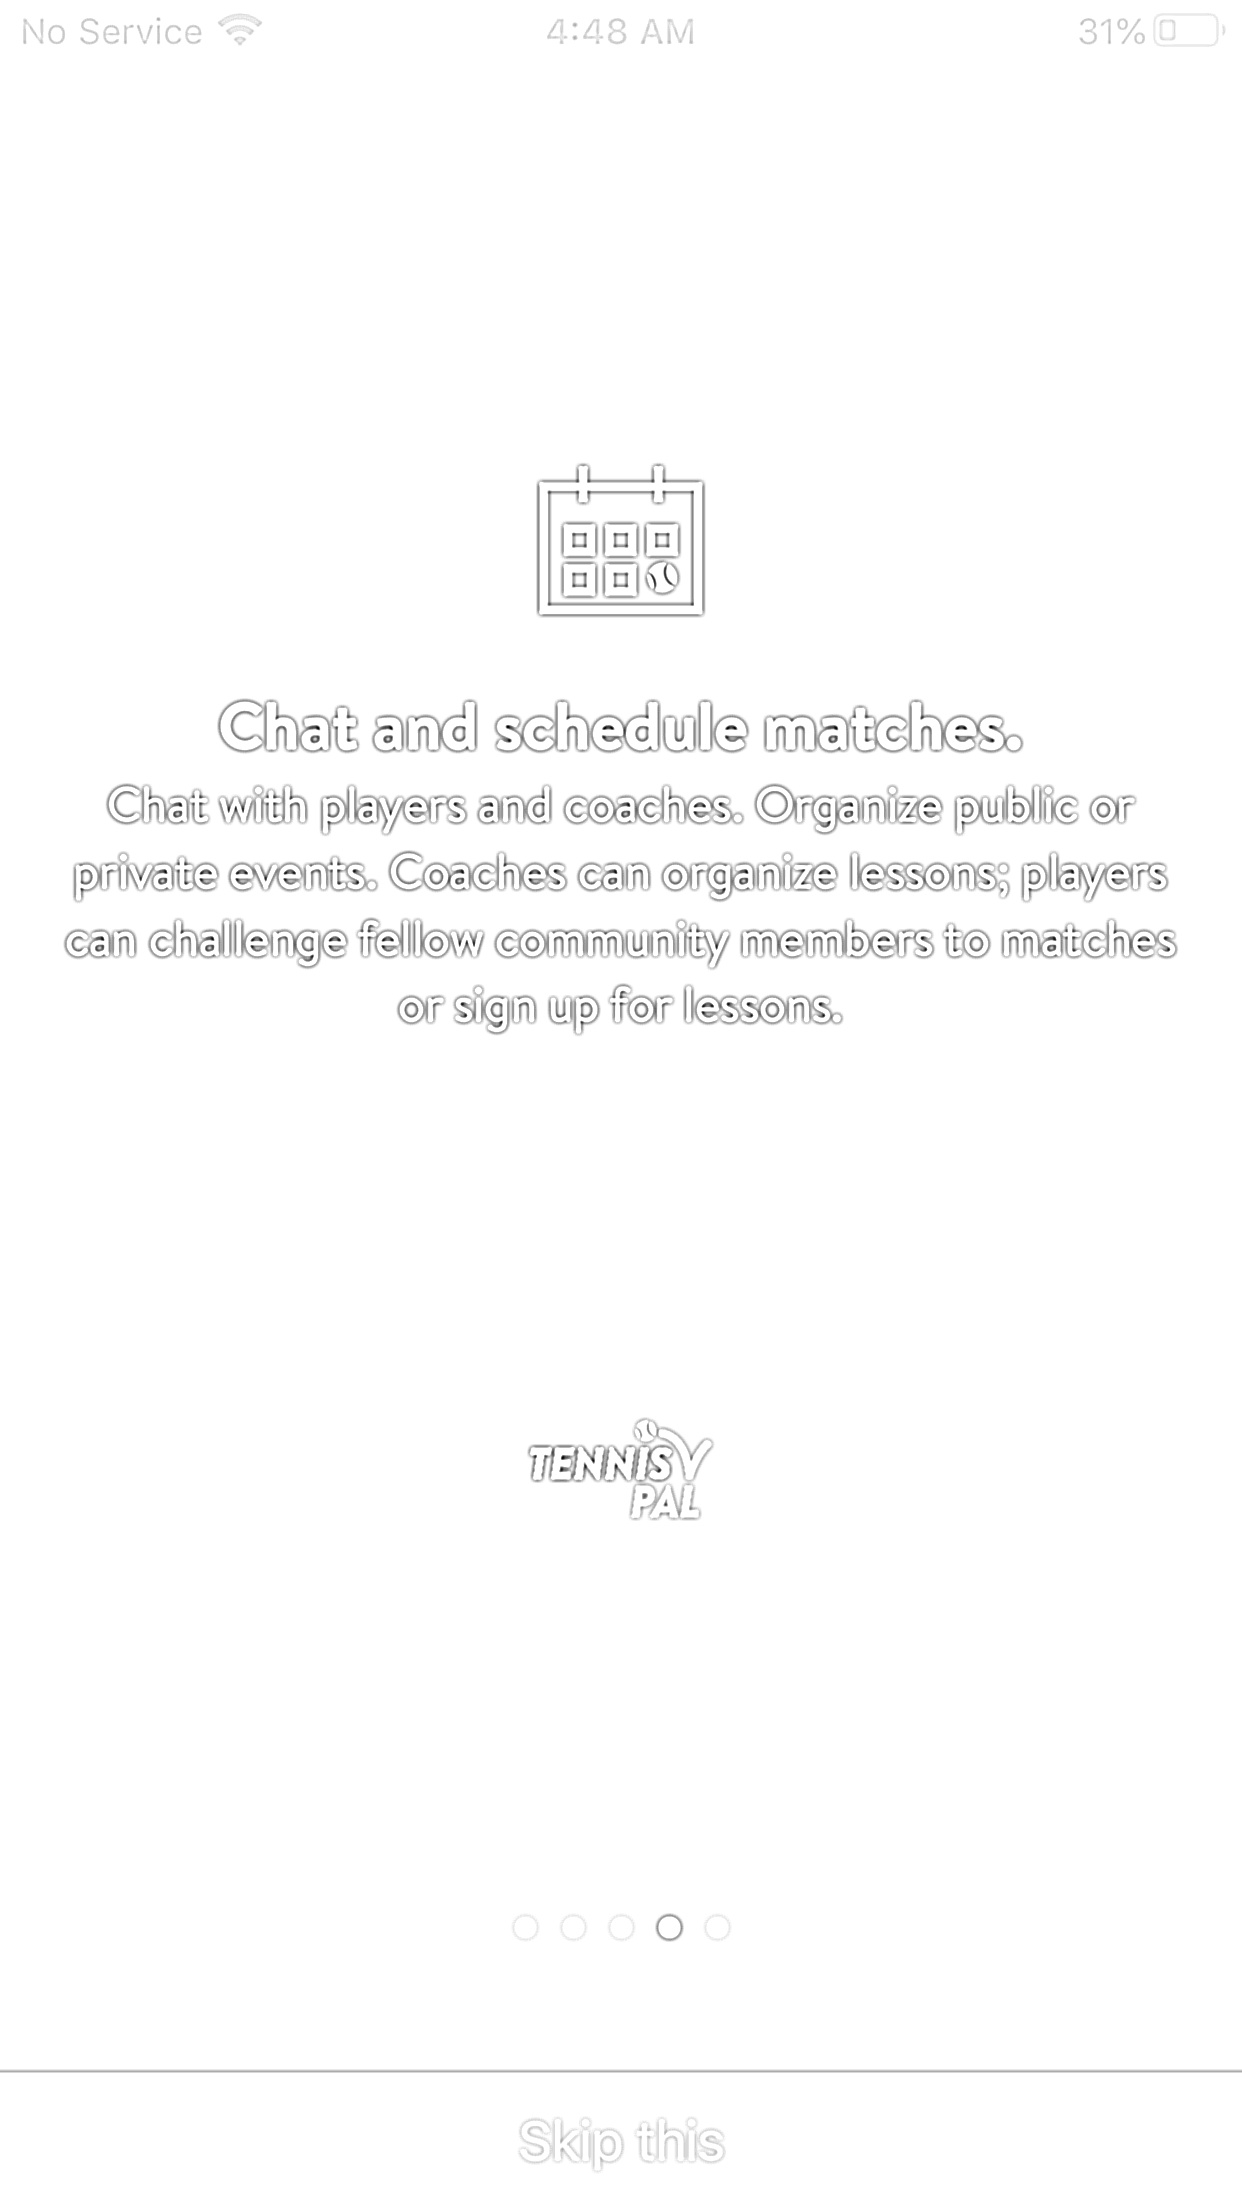 No Service 4:48 AM 31%
Chat and schedule matches.
Chat with players and coaches. Organize public or
private events. Coaches can organize lessons; players
can challenge fellow community members to matches
or sign up for lessons.
TENNIS
PAL
Skip this